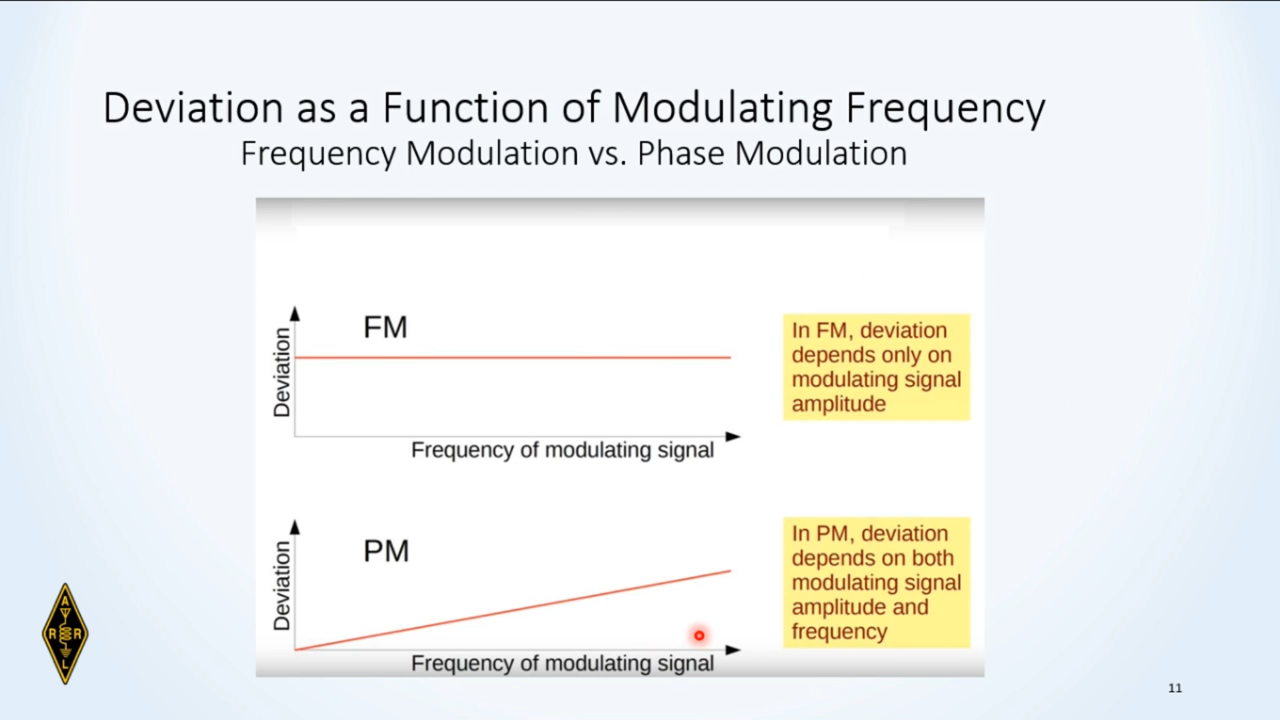 Deviation as a Function of Modulating Frequency
Frequency Modulation vs. Phase Modulation
Deviation
FM
Frequency of modulating signal
In FM, deviation
depends only on
modulating signal
amplitude
Deviation
PM
Frequency of modulating signal
In PM, deviation
depends on both
modulating signal
amplitude and
frequency
A
R R
L
11